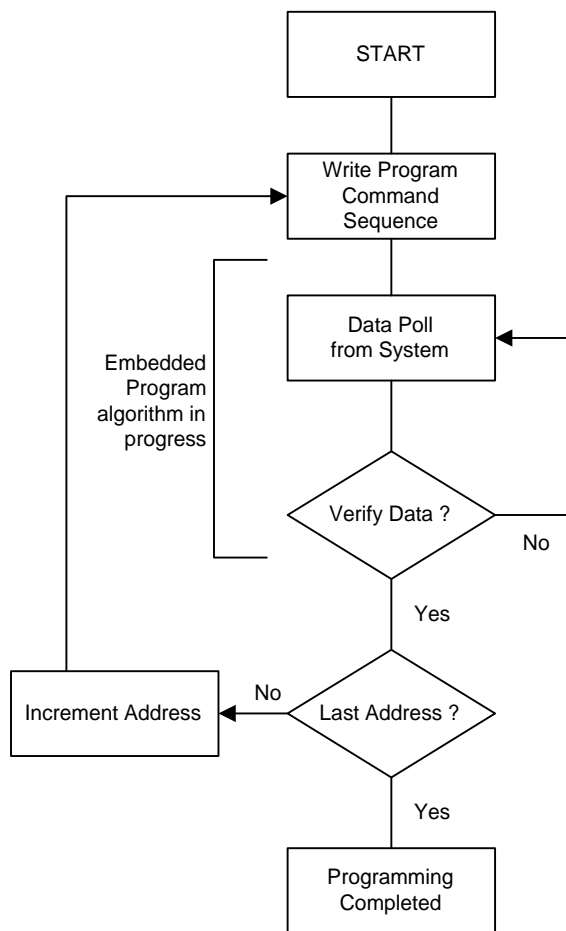 START
Write Program
Command
Sequence
Data Poll
from System
Embedded
Program
algorithm in
progress
Verify Data ?
No
Yes
Increment Address
No
Last Address ?
Yes
Programming
Completed